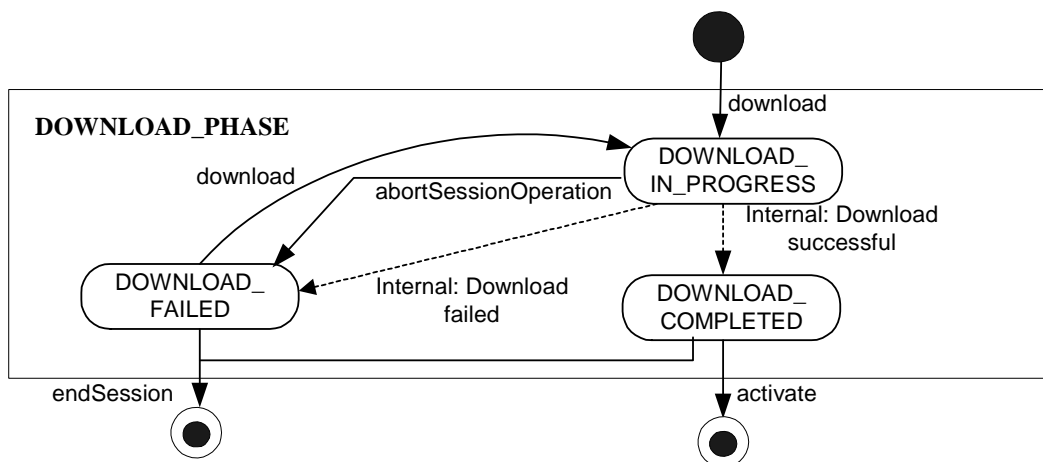 download
DOWNLOAD_PHASE
DOWNLOAD_
IN_PROGRESS
download
abortSessionOperation
Internal: Download
successful
DOWNLOAD_
FAILED
Internal: Download
failed
DOWNLOAD_
COMPLETED
endSession
activate